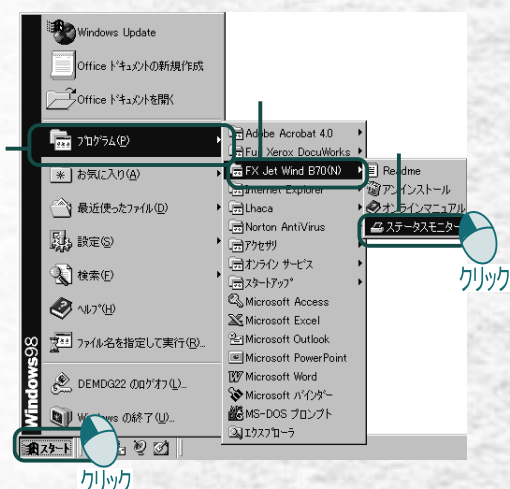 Windows Update
Office ﾄﾞｷｭﾒﾝﾄの新規作成
Office ﾄﾞｷｭﾒﾝﾄを開く
ﾌﾟﾛｸﾞﾗﾑ(P)
お気に入り(A)
最近使ったﾌｧｲﾙ(D)
設定(S)
検索(F)
ﾍﾙﾌﾟ(H)
ﾌｧｲﾙ名を指定して実行(R)...
DEMDG22 のﾛｸﾞｵﾌ(L)...
の終了(U)...
Windows98
Adobe Acrobat 4.0
Fuji Xerox DocuWorks
FX Jet Wind B70(N)
Internet Explorer
Lhaca
Norton AntiVirus
ｱｸｾｻﾘ
ｵﾝﾗｲﾝ ｻｰﾋﾞｽ
ｽﾀｰﾄｱｯﾌﾟ
Microsoft Access
Microsoft Excel
Microsoft Outlook
Microsoft PowerPoint
Microsoft Word
Microsoft ﾊﾞｲﾝﾀﾞｰ
MS-DOS プロンプト
ｴｸｽﾌﾟﾛｰﾗ
Readme
アンインストール
オンラインマニュアル
ステータスモニター
クリック
ｽﾀｰﾄ
クリック